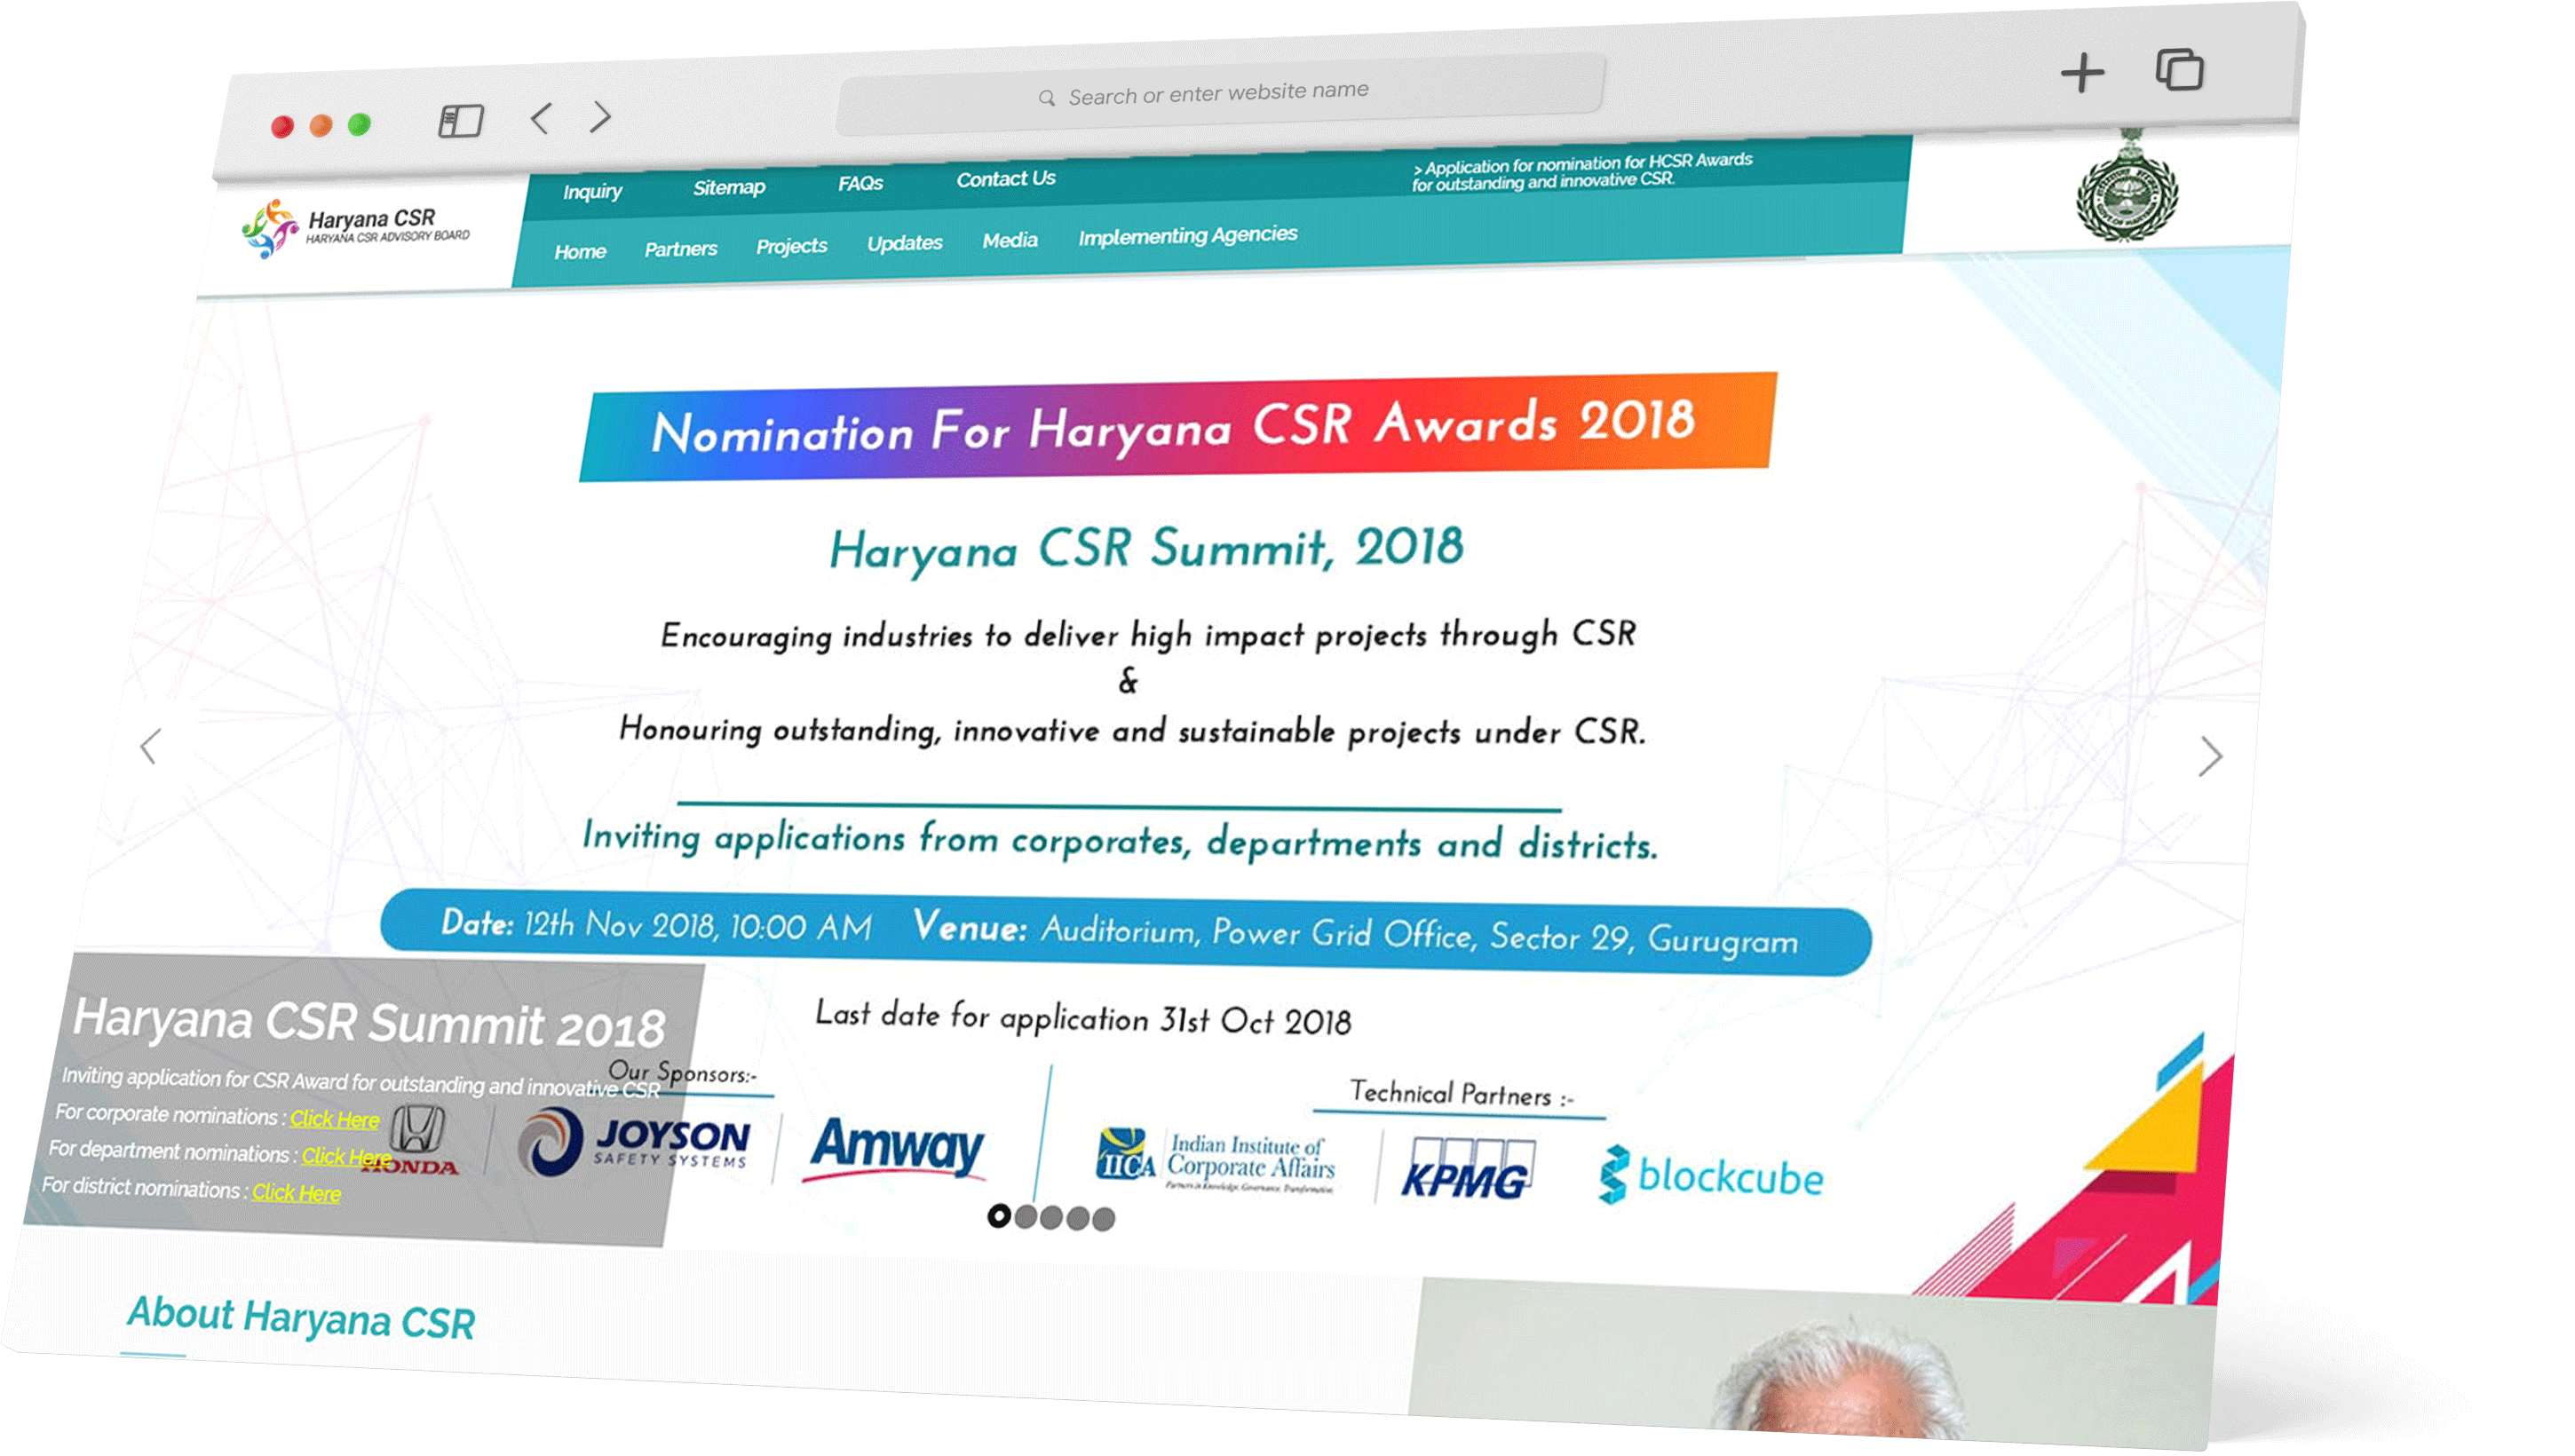 Search or enter website name
Inquiry Sitemap FAQs Contact Us
> Application for nomination for HCSR Awards
for outstanding and innovative CSR.
Haryana CSR
HARYANA CSR ADVISORY BOARD
Home Partners Projects Updates Media Implementing Agencies
Nomination For Haryana CSR Awards 2018
Haryana CSR Summit, 2018
Encouraging industries to deliver high impact projects through CSR
&
Honouring outstanding, innovative and sustainable projects under CSR.
Inviting applications from corporates, departments and districts.
Date: 12th Nov 2018, 10:00 AM Venue: Auditorium, Power Grid Office, Sector 29, Gurugram
Last date for application 31st Oct 2018
Haryana CSR Summit 2018
Inviting application for CSR Award for outstanding and innovative CSR
For corporate nominations : Click Here
For department nominations : Click Here
For district nominations : Click Here
Our Sponsors:-
HONDA
JOYSON
SAFETY SYSTEMS
Amway
Technical Partners :-
IICA
Indian Institute of
Corporate Affairs
KPMG
blockcube
About Haryana CSR